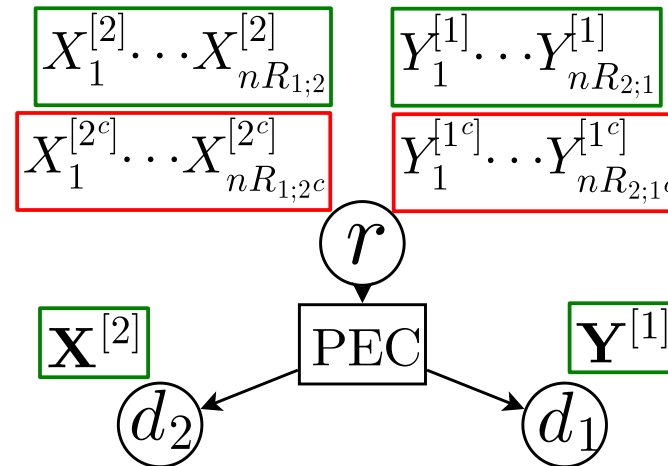 X_1^{[2]} ··· X_{nR_{1;2}}^{[2]} Y_1^{[1]} ··· Y_{nR_{2;1}}^{[1]}
X_1^{[2^c]} ··· X_{nR_{1;2^c}}^{[2^c]} Y_1^{[1^c]} ··· Y_{nR_{2;1^c}}^{[1^c]}
r
X^{[2]} PEC Y^{[1]}
d_2 d_1